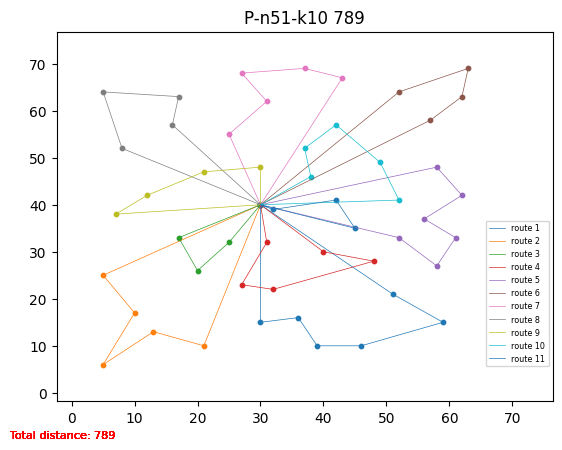 P-n51-k10 789
70
60
50
40
30
20
10
0
0 10 20 30 40 50 60 70
route 1
route 2
route 3
route 4
route 5
route 6
route 7
route 8
route 9
route 10
route 11
Total distance: 789